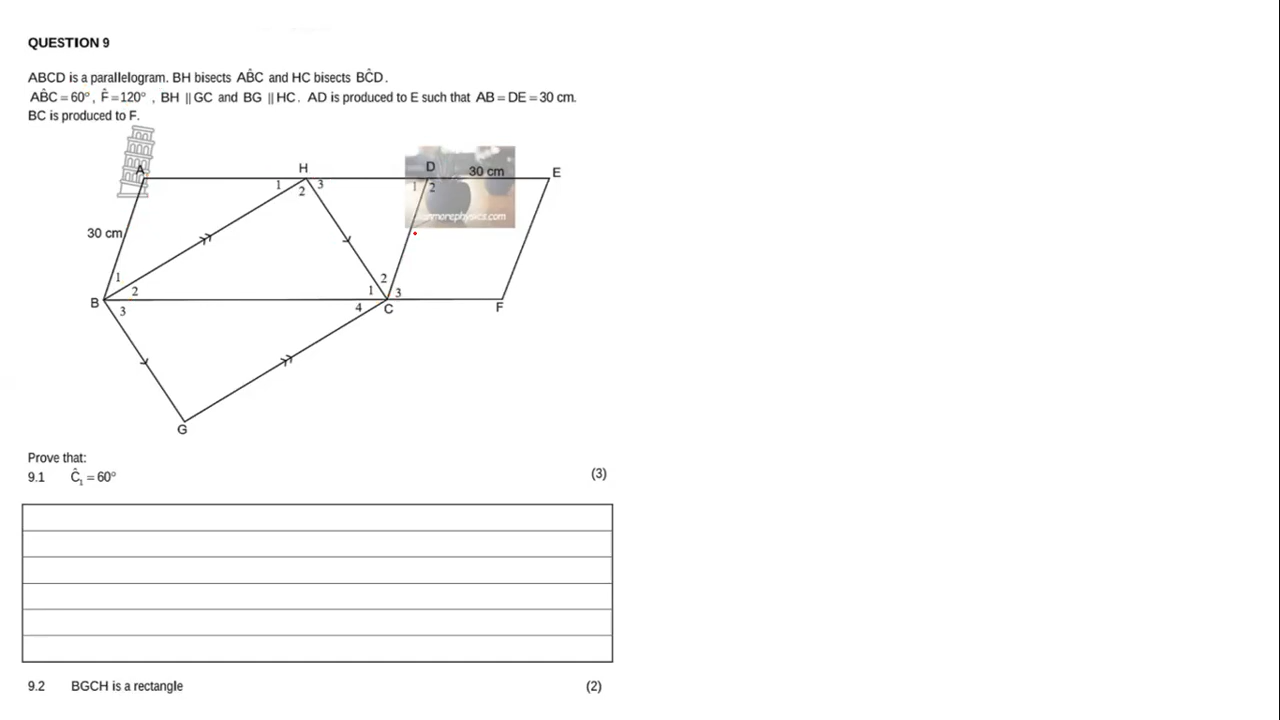 QUESTION 9
ABCD is a parallelogram. BH bisects AB̂C and HC bisects BĈD.
AB̂C = 60°, F̂ = 120°, BH || GC and BG || HC. AD is produced to E such that AB = DE = 30 cm.
BC is produced to F.
A H D 30 cm E
1 2 3 1 2
canmorephysics.com
30 cm
1 2
B 2 1 3
3 4 C F
G
Prove that:
9.1 Ĉ₁ = 60° (3)
9.2 BGCH is a rectangle (2)